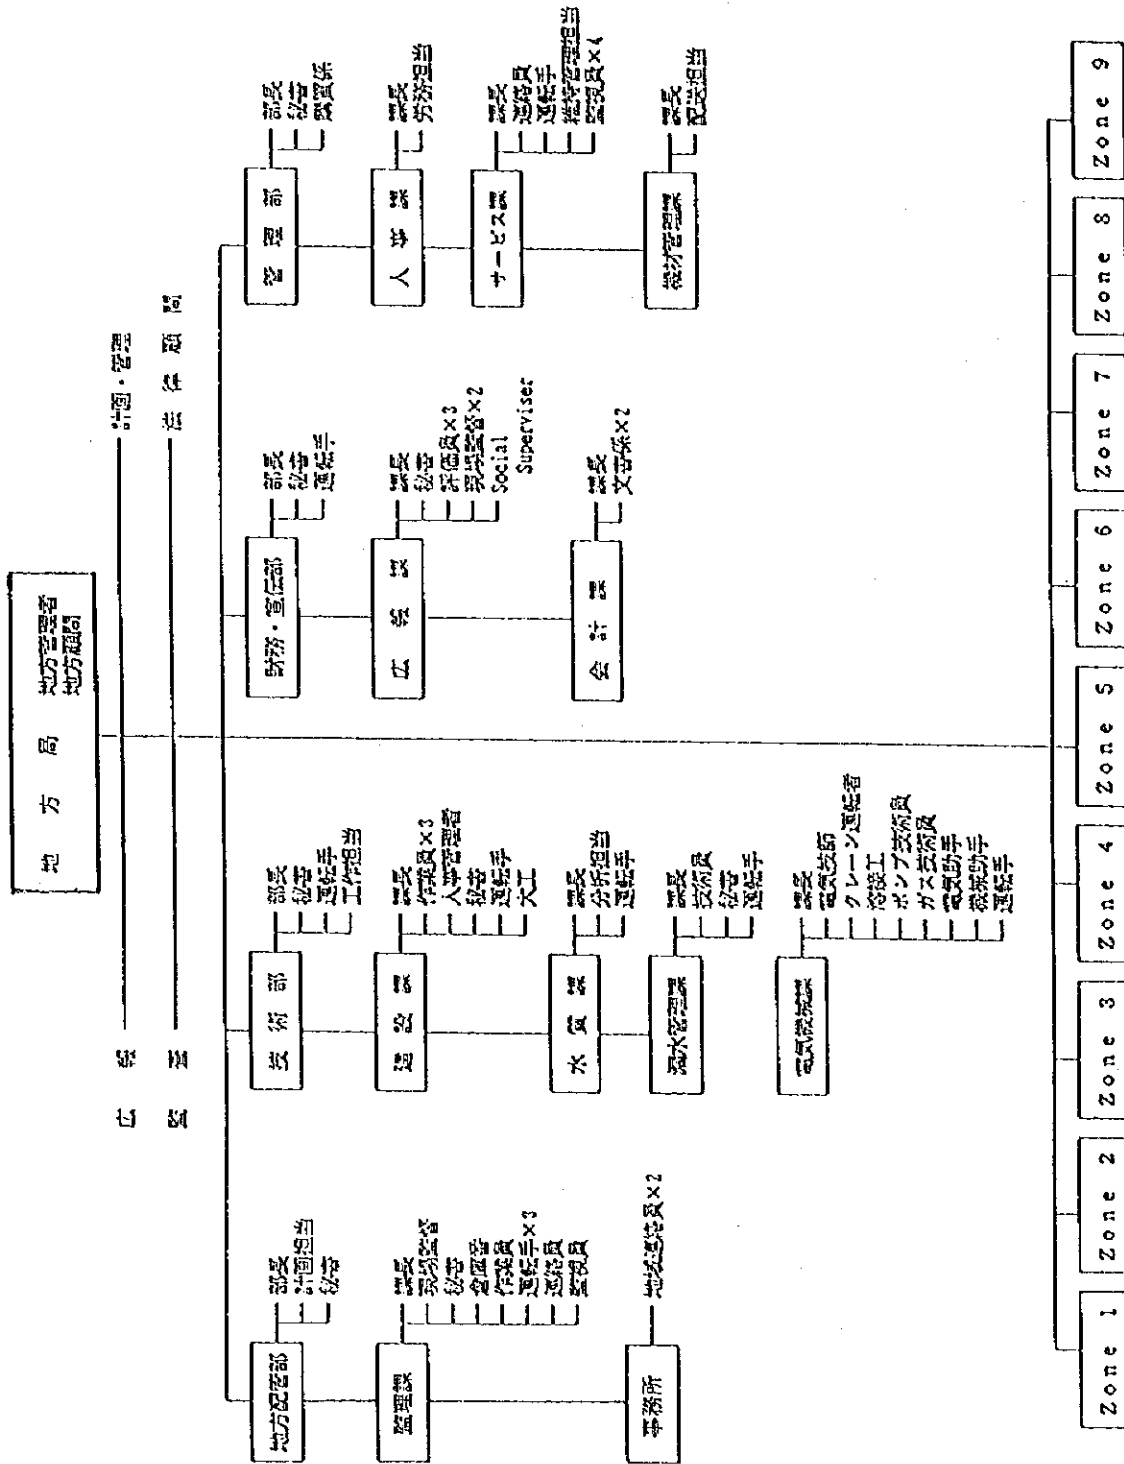 地方局
地方管理者
地方顧問
広報
計画・管理
監査
法律顧問
地方配管部
部長
計画担当
秘書
監理課
課長
現場監督
秘書
倉庫番
作業員
運転手×3
連絡員
監視員
事務所
地域連絡員×2
技術部
部長
秘書
運転手
工作担当
建設課
課長
作業員×3
人事管理者
秘書
運転手
大工
水質課
課長
分析担当
運転手
漏水管理課
課長
技術員
秘書
運転手
電気機械課
課長
電気技師
クレーン運転者
溶接工
ポンプ技術員
ガス技術員
電気助手
機械助手
運転手
財務・宣伝部
部長
秘書
運転手
広報課
課長
秘書
評価員×3
現場監督×2
Social
Superviser
会計課
課長
文書係×2
管理部
部長
秘書
購買係
人事課
課長
労務担当
サービス課
課長
連絡員
運転手
維持管理担当
監視員×4
機材管理課
課長
配送担当
Zone 1
Zone 2
Zone 3
Zone 4
Zone 5
Zone 6
Zone 7
Zone 8
Zone 9